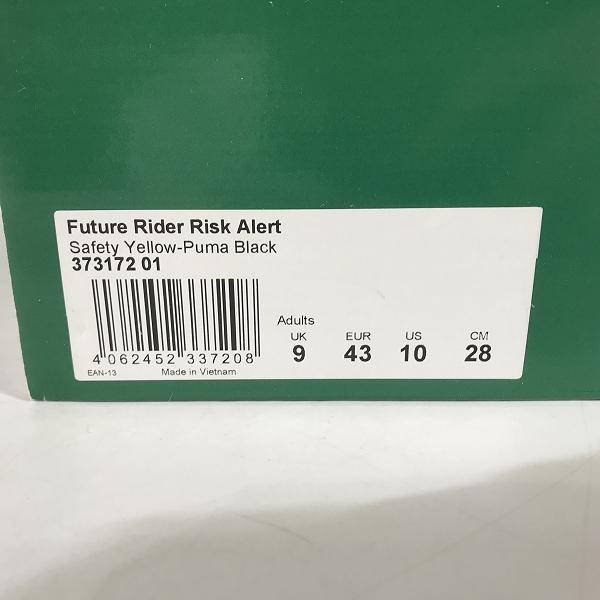 Future Rider Risk Alert
Safety Yellow-Puma Black
373172 01
Adults
UK EUR US CM
9 43 10 28
4 062452 337208
EAN-13 Made in Vietnam